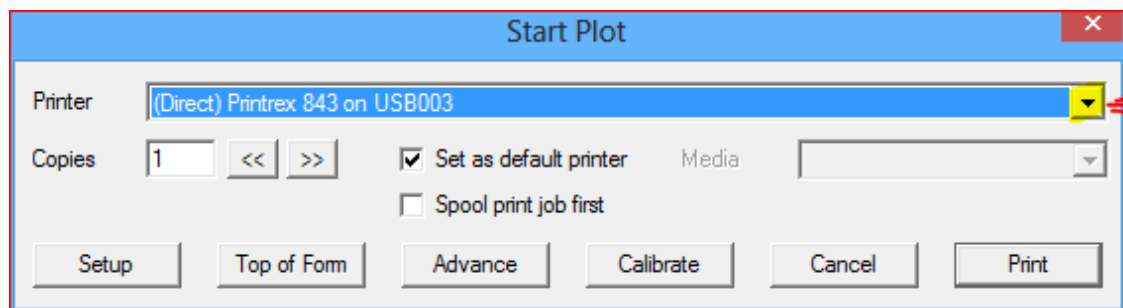 Start Plot
Printer (Direct) Printrex 843 on USB003
Copies 1 << >> Set as default printer Media
Spool print job first
Setup Top of Form Advance Calibrate Cancel Print